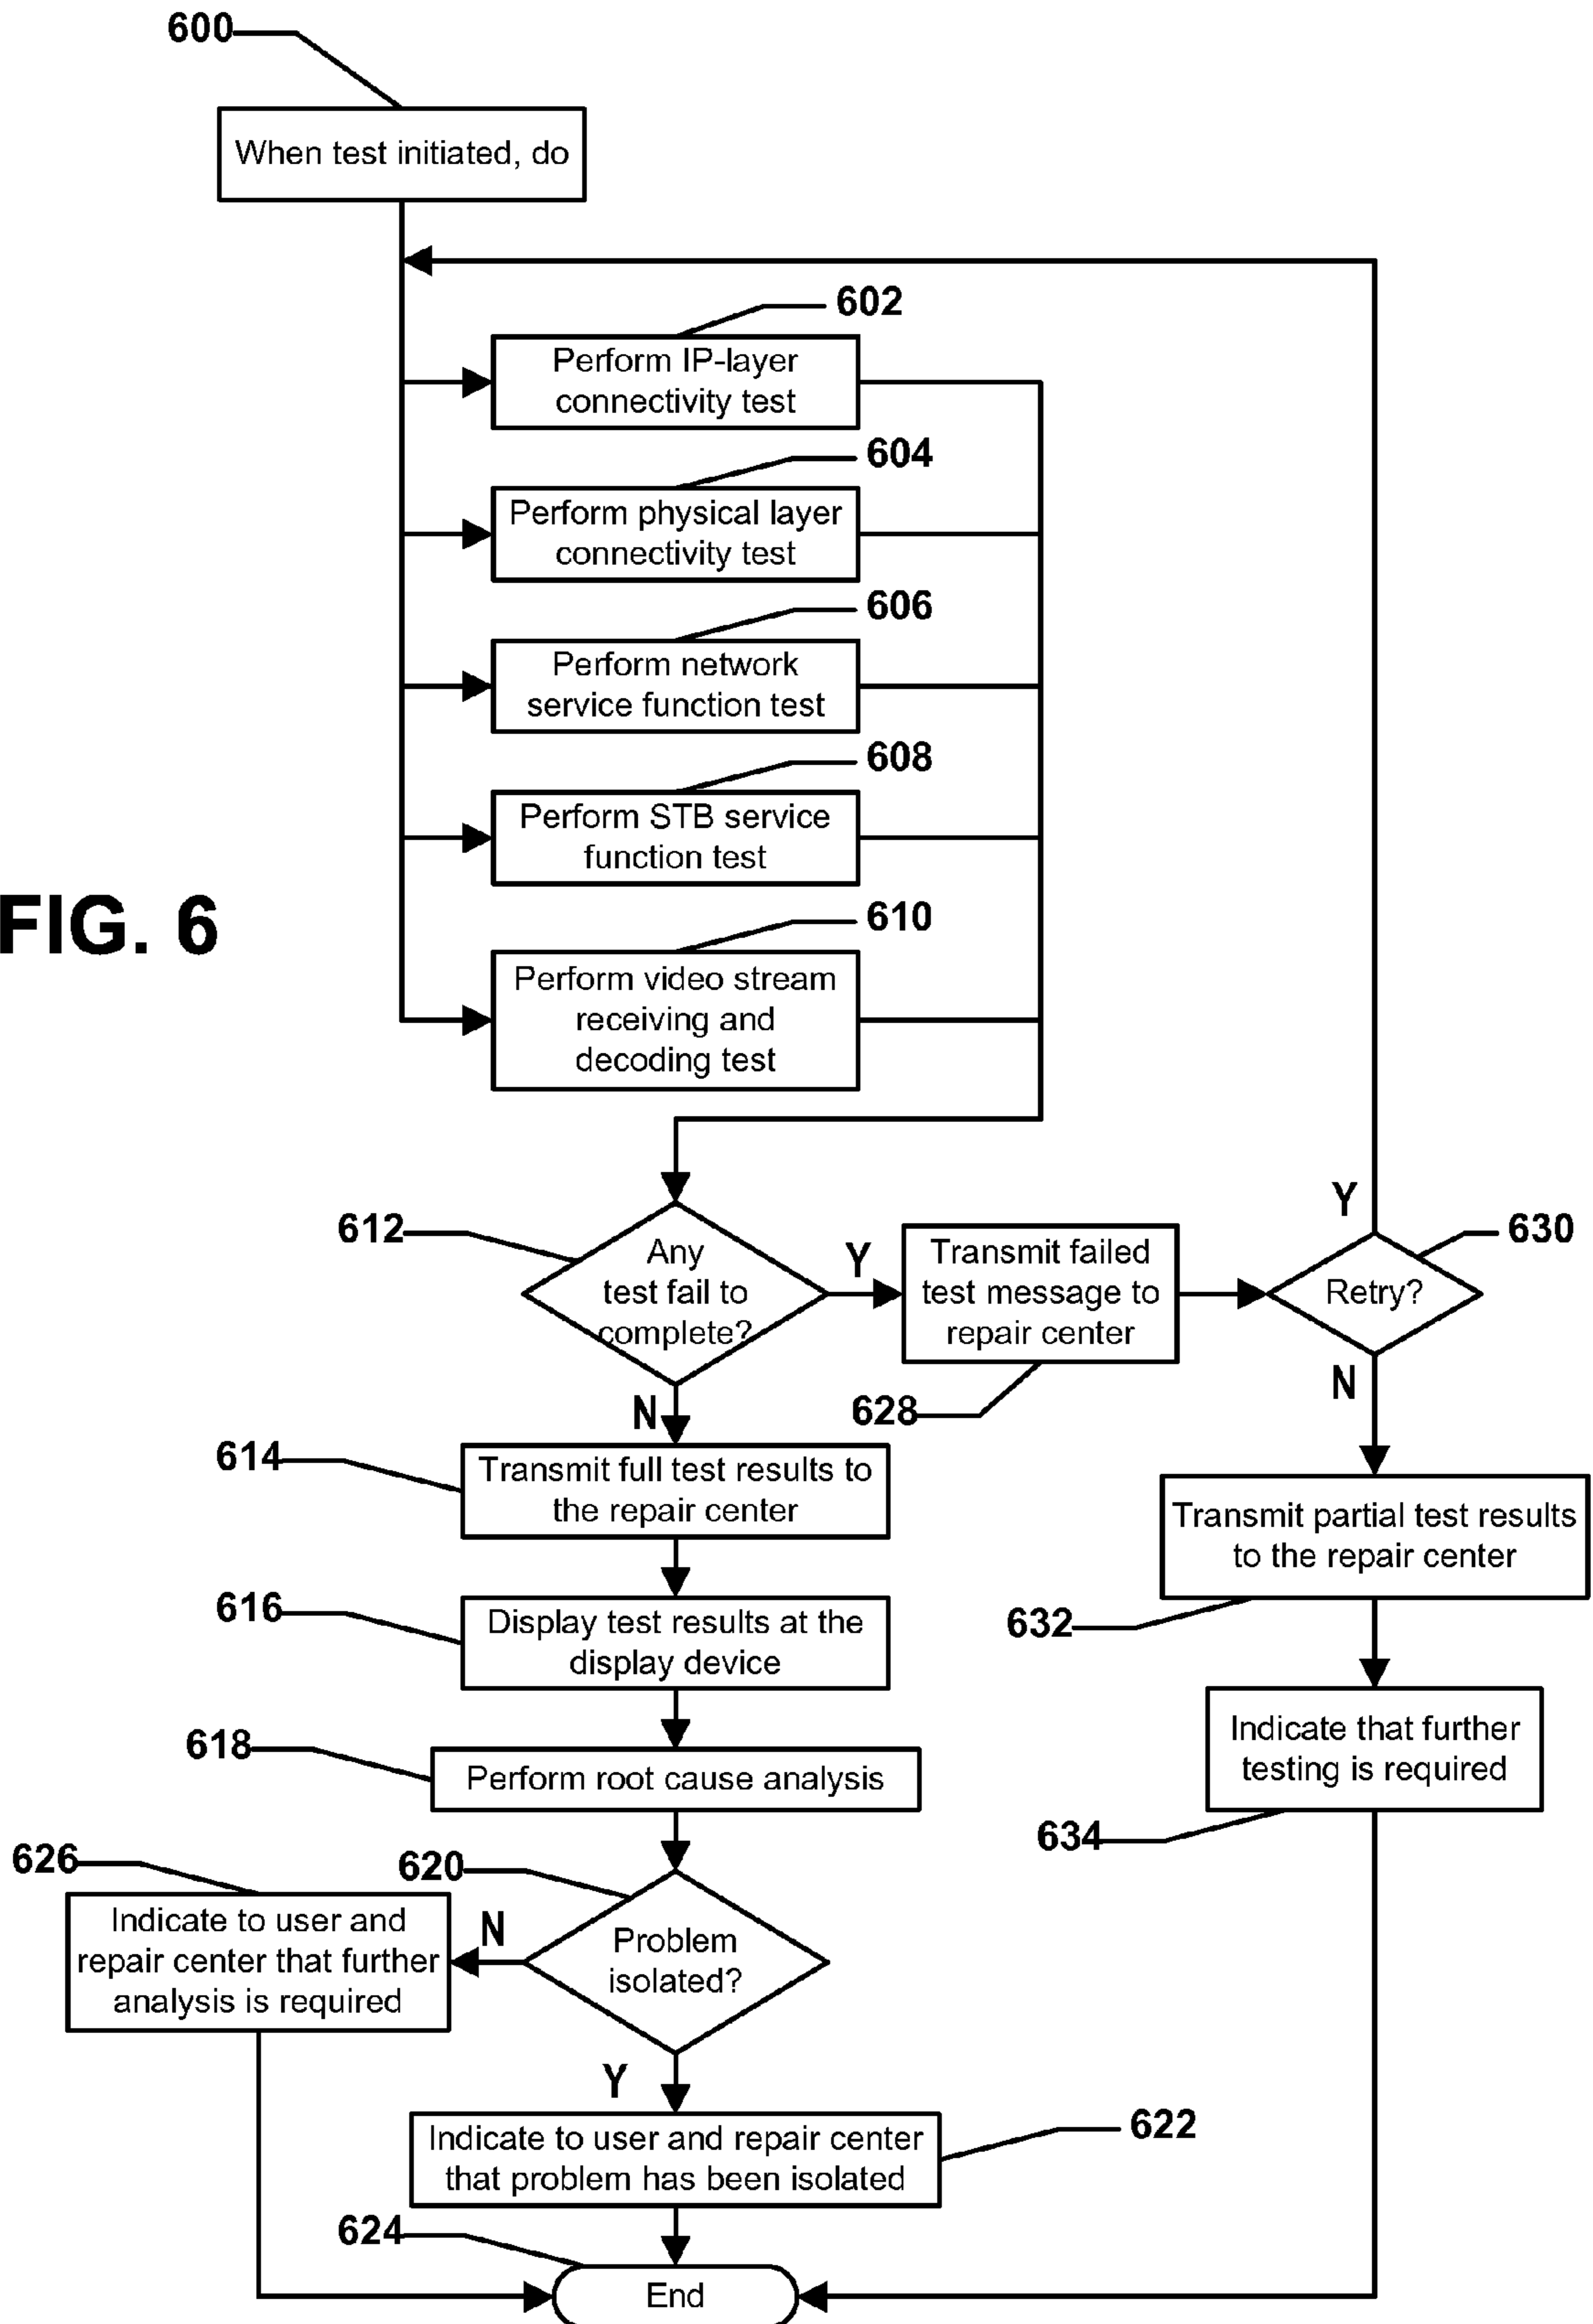 600
When test initiated, do
602
Perform IP-layer
connectivity test
604
Perform physical layer
connectivity test
606
Perform network
service function test
608
Perform STB service
function test
FIG. 6
610
Perform video stream
receiving and
decoding test
612
Any
test fail to
complete?
Y
Transmit failed
test message to
repair center
628
Y
630
Retry?
N
N
614
Transmit full test results to
the repair center
Transmit partial test results
to the repair center
632
616
Display test results at the
display device
Indicate that further
testing is required
634
618
Perform root cause analysis
620
Problem
isolated?
626
N
Indicate to user and
repair center that further
analysis is required
Y
Indicate to user and repair center
that problem has been isolated
622
624
End